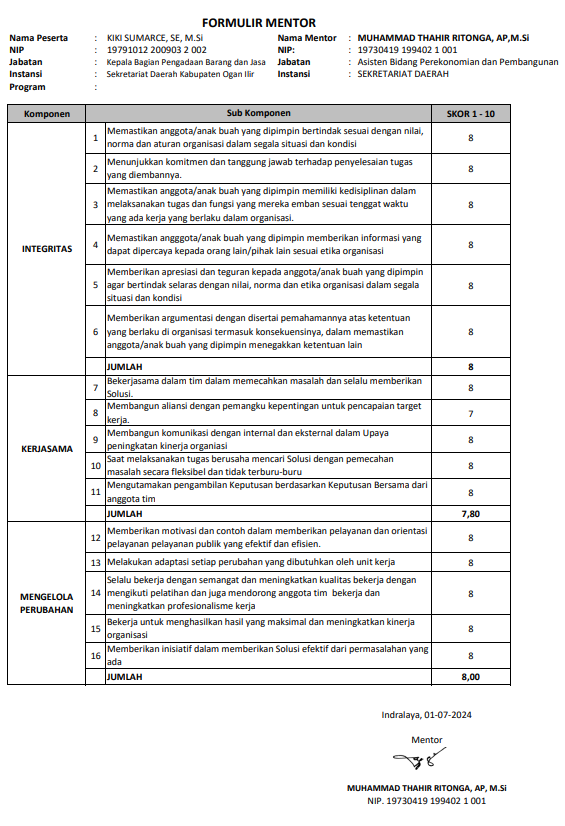 FORMULIR MENTOR
Nama Peserta : KIKI SUMARCE, SE, M.Si Nama Mentor : MUHAMMAD THAHIR RITONGA, AP,M.Si
NIP : 19791012 200903 2 002 NIP: : 19730419 199402 1 001
Jabatan : Kepala Bagian Pengadaan Barang dan Jasa Jabatan : Asisten Bidang Perekonomian dan Pembangunan
Instansi : Sekretariat Daerah Kabupaten Ogan Ilir Instansi : SEKRETARIAT DAERAH
Program :
Komponen Sub Komponen SKOR 1 - 10
INTEGRITAS
1 Memastikan anggota/anak buah yang dipimpin bertindak sesuai dengan nilai,
norma dan aturan organisasi dalam segala situasi dan kondisi 8
2 Menunjukkan komitmen dan tanggung jawab terhadap penyelesaian tugas
yang diembannya. 8
3 Memastikan anggota/anak buah yang dipimpin memiliki kedisiplinan dalam
melaksanakan tugas dan fungsi yang mereka emban sesuai tenggat waktu
yang ada kerja yang berlaku dalam organisasi. 8
4 Memastikan angggota/anak buah yang dipimpin memberikan informasi yang
dapat dipercaya kepada orang lain/pihak lain sesuai etika organisasi 8
5 Memberikan apresiasi dan teguran kepada anggota/anak buah yang dipimpin
agar bertindak selaras dengan nilai, norma dan etika organisasi dalam segala
situasi dan kondisi 8
6 Memberikan argumentasi dengan disertai pemahamannya atas ketentuan
yang berlaku di organisasi termasuk konsekuensinya, dalam memastikan
anggota/anak buah yang dipimpin menegakkan ketentuan lain 8
JUMLAH 8
KERJASAMA
7 Bekerjasama dalam tim dalam memecahkan masalah dan selalu memberikan
Solusi. 8
8 Membangun aliansi dengan pemangku kepentingan untuk pencapaian target
kerja. 7
9 Membangun komunikasi dengan internal dan eksternal dalam Upaya
peningkatan kinerja organiasi 8
10 Saat melaksanakan tugas berusaha mencari Solusi dengan pemecahan
masalah secara fleksibel dan tidak terburu-buru 8
11 Mengutamakan pengambilan Keputusan berdasarkan Keputusan Bersama dari
anggota tim 8
JUMLAH 7,80
MENGELOLA
PERUBAHAN
12 Memberikan motivasi dan contoh dalam memberikan pelayanan dan orientasi
pelayanan pelayanan publik yang efektif dan efisien. 8
13 Melakukan adaptasi setiap perubahan yang dibutuhkan oleh unit kerja 8
14 Selalu bekerja dengan semangat dan meningkatkan kualitas bekerja dengan
mengikuti pelatihan dan juga mendorong anggota tim bekerja dan
meningkatkan profesionalisme kerja 8
15 Bekerja untuk menghasilkan hasil yang maksimal dan meningkatkan kinerja
organisasi 8
16 Memberikan inisiatif dalam memberikan Solusi efektif dari permasalahan yang
ada 8
JUMLAH 8,00
Indralaya, 01-07-2024
Mentor
MUHAMMAD THAHIR RITONGA, AP, M.Si
NIP. 19730419 199402 1 001